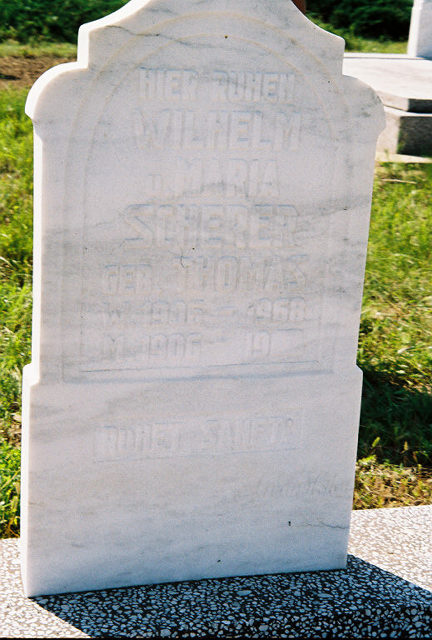 HIER RUHEN
WILHELM
U. MARIA
SCHERER
GEB. THOMAS
W. 1906 - 1968
M. 1906 - 19
RUHET SANFT!